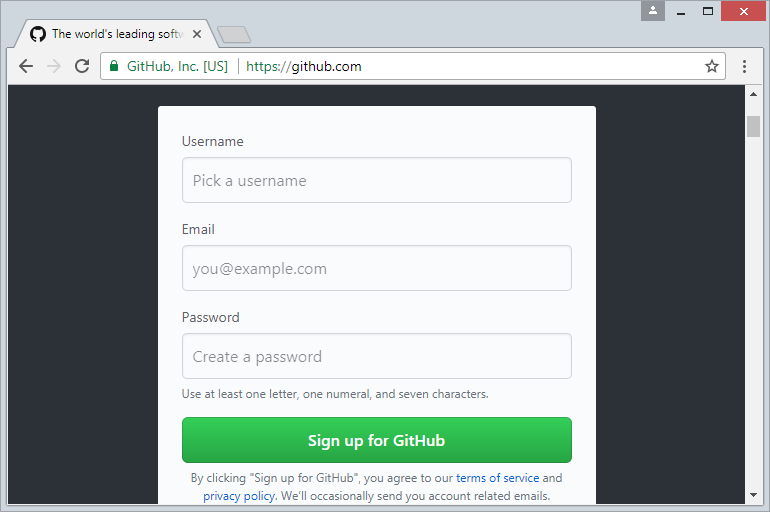 The world's leading softw
GitHub, Inc. [US] https://github.com
Username
Pick a username
Email
you@example.com
Password
Create a password
Use at least one letter, one numeral, and seven characters.
Sign up for GitHub
By clicking "Sign up for GitHub", you agree to our terms of service and
privacy policy. We'll occasionally send you account related emails.